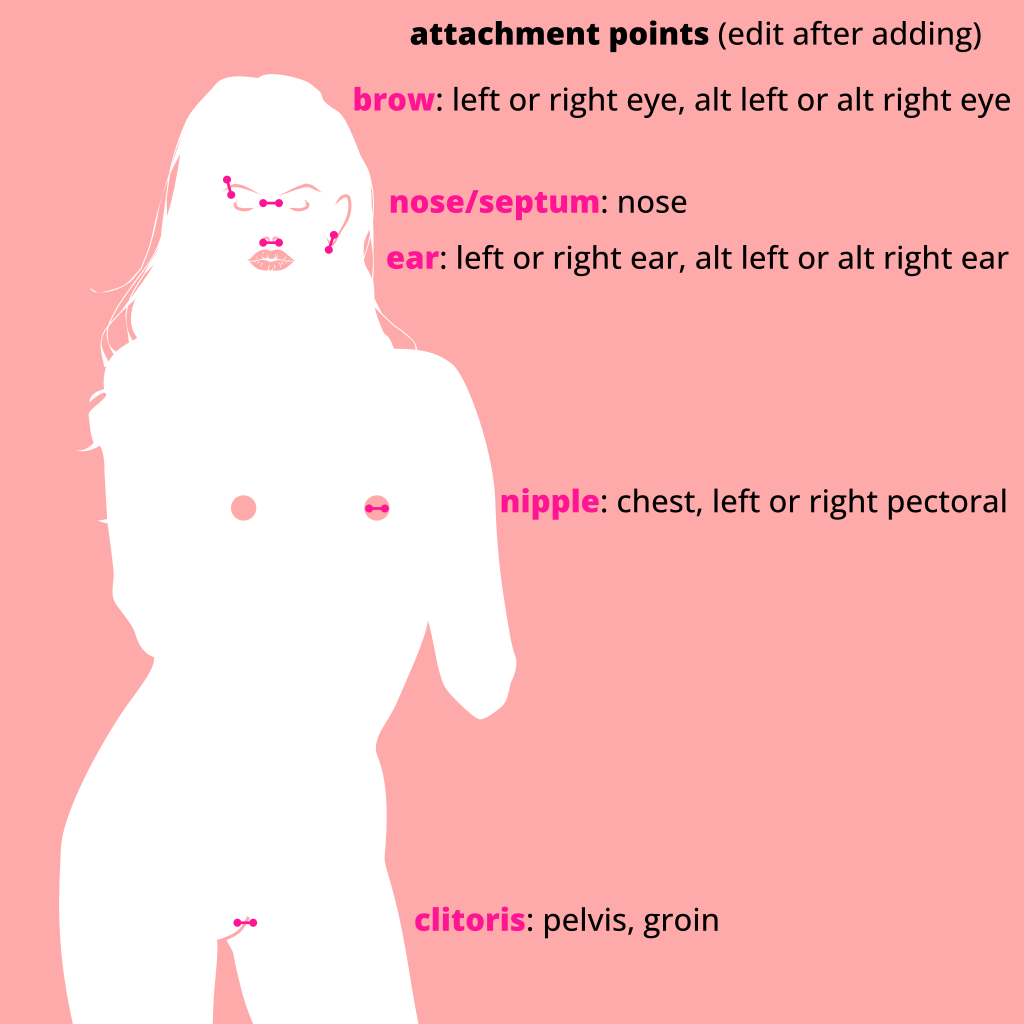 attachment points (edit after adding)
brow: left or right eye, alt left or alt right eye
nose/septum: nose
ear: left or right ear, alt left or alt right ear
nipple: chest, left or right pectoral
clitoris: pelvis, groin